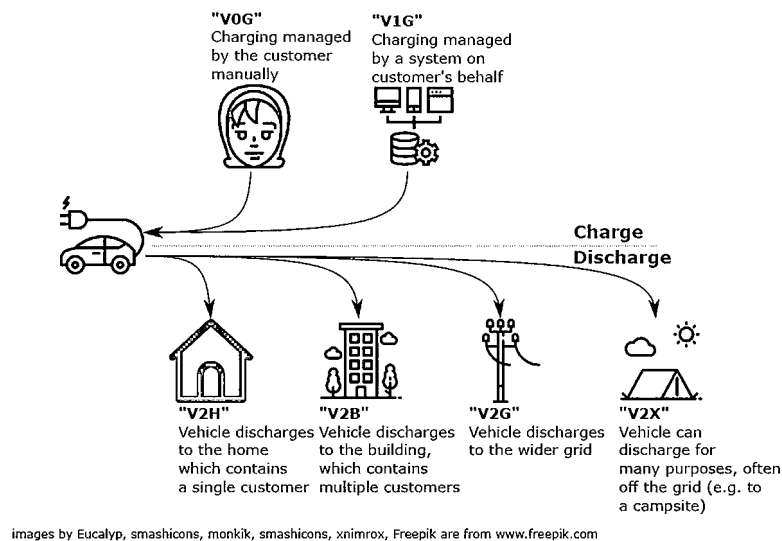 "V0G"
Charging managed
by the customer
manually
"V1G"
Charging managed
by a system on
customer's behalf
Charge
Discharge
"V2H"
Vehicle discharges
to the home
which contains
a single customer
"V2B"
Vehicle discharges
to the building,
which contains
multiple customers
"V2G"
Vehicle discharges
to the wider grid
"V2X"
Vehicle can
discharge for
many purposes, often
off the grid (e.g. to
a campsite)
images by Eucalyp, smashicons, monkik, smashicons, xnimrox, Freepik are from www.freepik.com